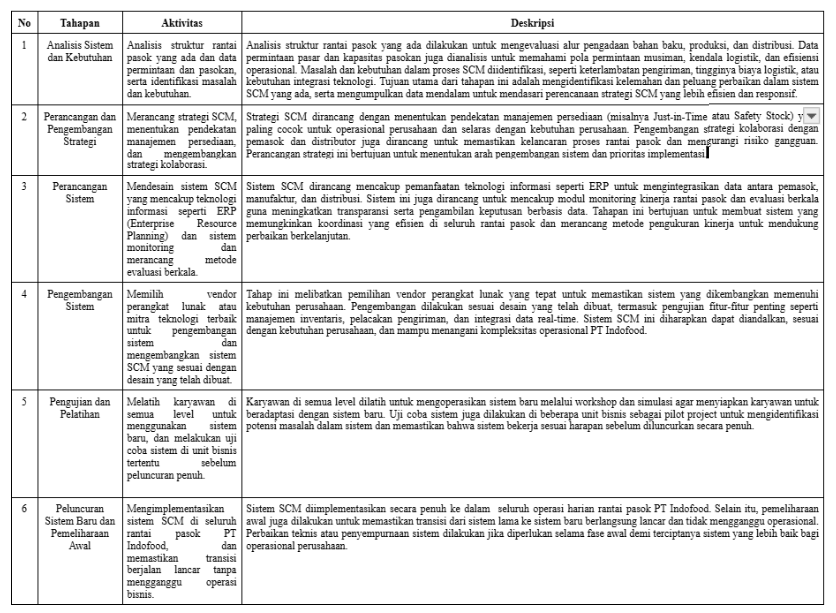 No Tahapan Aktivitas Deskripsi
1
Analisis Sistem
dan Kebutuhan
Analisis struktur rantai
pasok yang ada dan data
permintaan dan pasokan,
serta identifikasi masalah
dan kebutuhan.
Analisis struktur rantai pasok yang ada dilakukan untuk mengevaluasi alur pengadaan bahan baku, produksi, dan distribusi. Data
permintaan pasar dan kapasitas pasokan juga dianalisis untuk memahami pola permintaan musiman, kendala logistik, dan efisiensi
operasional. Masalah dan kebutuhan dalam proses SCM diidentifikasi, seperti keterlambatan pengiriman, tingginya biaya logistik, atau
kebutuhan integrasi teknologi. Tujuan utama dari tahapan ini adalah mengidentifikasi kelemahan dan peluang perbaikan dalam sistem
SCM yang ada, serta mengumpulkan data mendalam untuk mendasari perencanaan strategi SCM yang lebih efisien dan responsif.
2
Perancangan dan
Pengembangan
Strategi
Merancang strategi SCM,
menentukan pendekatan
manajemen persediaan,
dan mengembangkan
strategi kolaborasi.
Strategi SCM dirancang dengan menentukan pendekatan manajemen persediaan (misalnya Just-in-Time atau Safety Stock)
paling cocok untuk operasional perusahaan dan selaras dengan kebutuhan perusahaan. Pengembangan strategi kolaborasi dengan
pemasok dan distributor juga dirancang untuk memastikan kelancaran proses rantai pasok dan mengurangi risiko gangguan.
Perancangan strategi ini bertujuan untuk menentukan arah pengembangan sistem dan prioritas implementasi.
3
Perancangan
Sistem
Mendesain sistem SCM
yang mencakup teknologi
informasi seperti ERP
(Enterprise Resource
Planning) dan sistem
monitoring dan
merancang metode
evaluasi berkala.
Sistem SCM dirancang mencakup pemanfaatan teknologi informasi seperti ERP untuk mengintegrasikan data antara pemasok,
manufaktur, dan distribusi. Sistem ini juga dirancang untuk mencakup modul monitoring kinerja rantai pasok dan evaluasi berkala
guna meningkatkan transparansi serta pengambilan keputusan berbasis data. Tahapan ini bertujuan untuk membuat sistem yang
memungkinkan koordinasi yang efisien di seluruh rantai pasok dan merancang metode pengukuran kinerja untuk mendukung
perbaikan berkelanjutan.
4
Pengembangan
Sistem
Memilih vendor
perangkat lunak atau
mitra teknologi terbaik
untuk pengembangan
sistem dan
mengembangkan sistem
SCM yang sesuai dengan
desain yang telah dibuat.
Tahap ini melibatkan pemilihan vendor perangkat lunak yang tepat untuk memastikan sistem yang dikembangkan memenuhi
kebutuhan perusahaan. Pengembangan dilakukan sesuai desain yang telah dibuat, termasuk pengujian fitur-fitur penting seperti
manajemen inventaris, pelacakan pengiriman, dan integrasi data real-time. Sistem SCM ini diharapkan dapat diandalkan, sesuai
dengan kebutuhan perusahaan, dan mampu menangani kompleksitas operasional PT Indofood.
5
Pengujian dan
Pelatihan
Melatih karyawan di
semua level untuk
menggunakan sistem
baru, dan melakukan uji
coba sistem di unit bisnis
tertentu sebelum
peluncuran penuh.
Karyawan di semua level dilatih untuk mengoperasikan sistem baru melalui workshop dan simulasi agar menyiapkan karyawan untuk
beradaptasi dengan sistem baru. Uji coba sistem juga dilakukan di beberapa unit bisnis sebagai pilot project untuk mengidentifikasi
potensi masalah dalam sistem dan memastikan bahwa sistem bekerja sesuai harapan sebelum diluncurkan secara penuh.
6
Peluncuran
Sistem Baru dan
Pemeliharaan
Awal
Mengimplementasikan
sistem SCM di seluruh
rantai pasok PT
Indofood, dan
memastikan transisi
berjalan lancar tanpa
mengganggu operasi
bisnis.
Sistem SCM diimplementasikan secara penuh ke dalam seluruh operasi harian rantai pasok PT Indofood. Selain itu, pemeliharaan
awal juga dilakukan untuk memastikan transisi dari sistem lama ke sistem baru berlangsung lancar dan tidak mengganggu operasional.
Perbaikan teknis atau penyempurnaan sistem dilakukan jika diperlukan selama fase awal demi terciptanya sistem yang lebih baik bagi
operasional perusahaan.